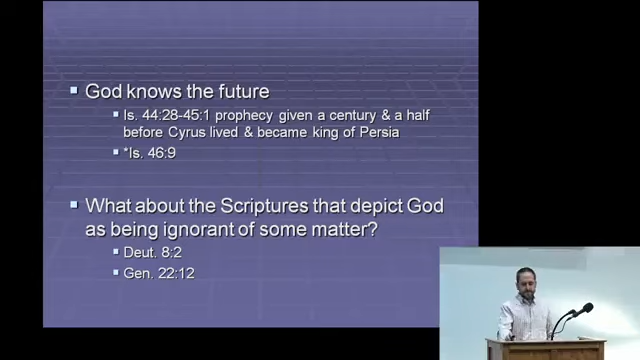 God knows the future
Is. 44:28-45:1 prophecy given a century & a half
before Cyrus lived & became king of Persia
*Is. 46:9
What about the Scriptures that depict God
as being ignorant of some matter?
Deut. 8:2
Gen. 22:12